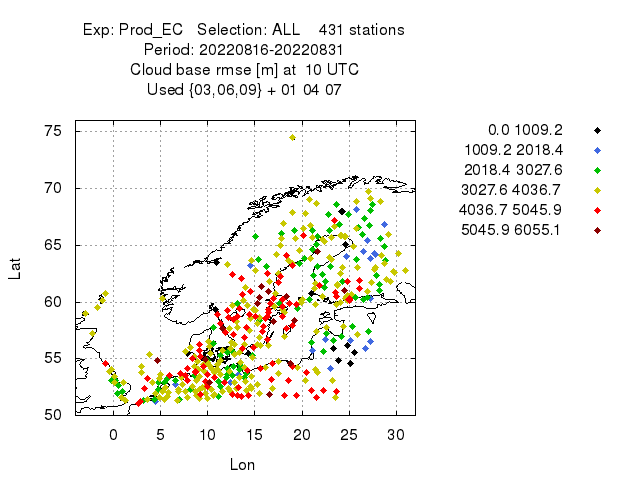 Exp: Prod_EC   Selection: ALL    431 stations
Period: 20220816-20220831
Cloud base rmse [m] at  10 UTC
Used {03,06,09} + 01 04 07
0.0 1009.2
1009.2 2018.4
2018.4 3027.6
3027.6 4036.7
4036.7 5045.9
5045.9 6055.1
75
70
65
60
55
50
Lat
0 5 10 15 20 25 30
Lon